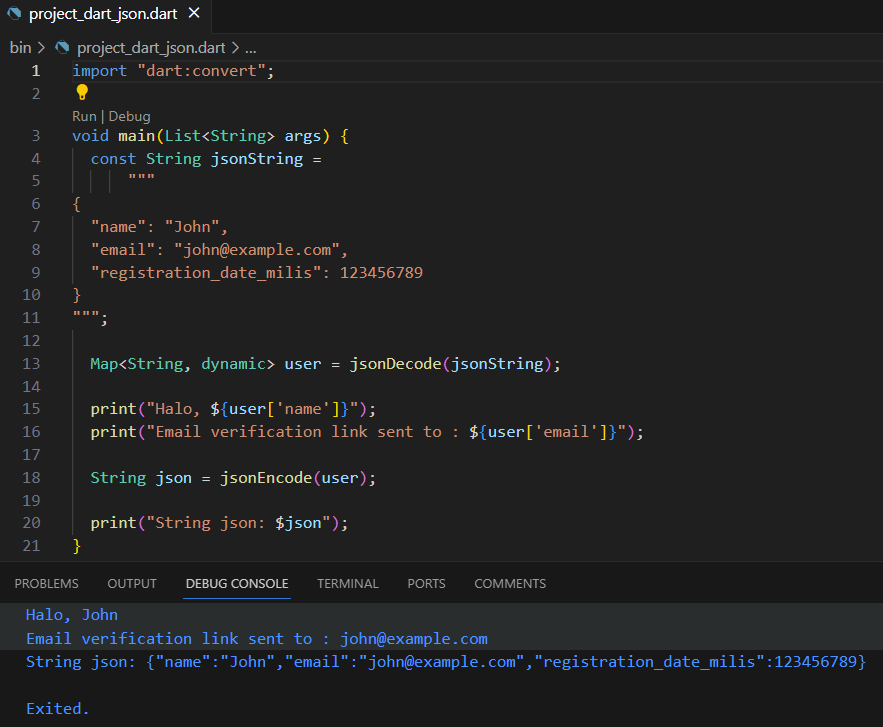 project_dart_json.dart ×
bin > project_dart_json.dart > ...
1 import "dart:convert";
2
Run | Debug
3 void main(List<String> args) {
4   const String jsonString =
5       """
6 {
7   "name": "John",
8   "email": "john@example.com",
9   "registration_date_milis": 123456789
10 }
11 """;
12
13   Map<String, dynamic> user = jsonDecode(jsonString);
14
15   print("Halo, ${user['name']}");
16   print("Email verification link sent to : ${user['email']}");
17
18   String json = jsonEncode(user);
19
20   print("String json: $json");
21 }
PROBLEMS OUTPUT DEBUG CONSOLE TERMINAL PORTS COMMENTS
Halo, John
Email verification link sent to : john@example.com
String json: {"name":"John","email":"john@example.com","registration_date_milis":123456789}
Exited.